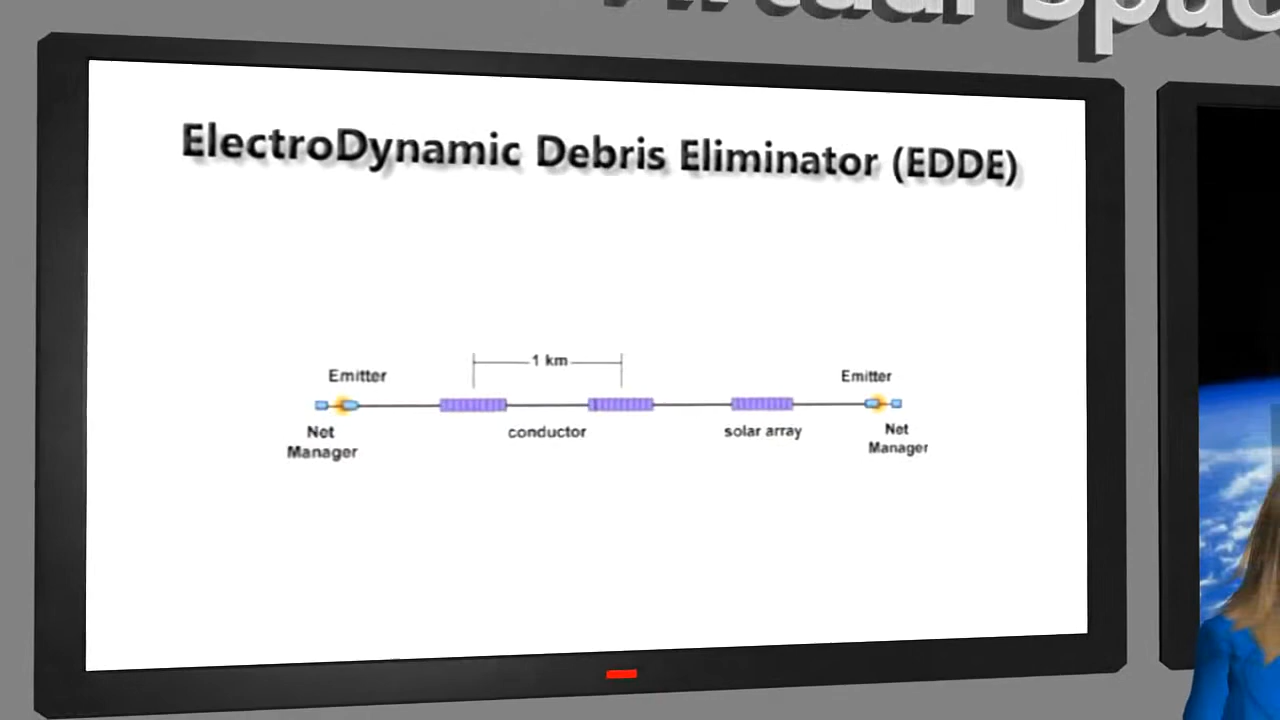 ElectroDynamic Debris Eliminator (EDDE)
1 km
Emitter
Emitter
Net
Manager
conductor
solar array
Net
Manager